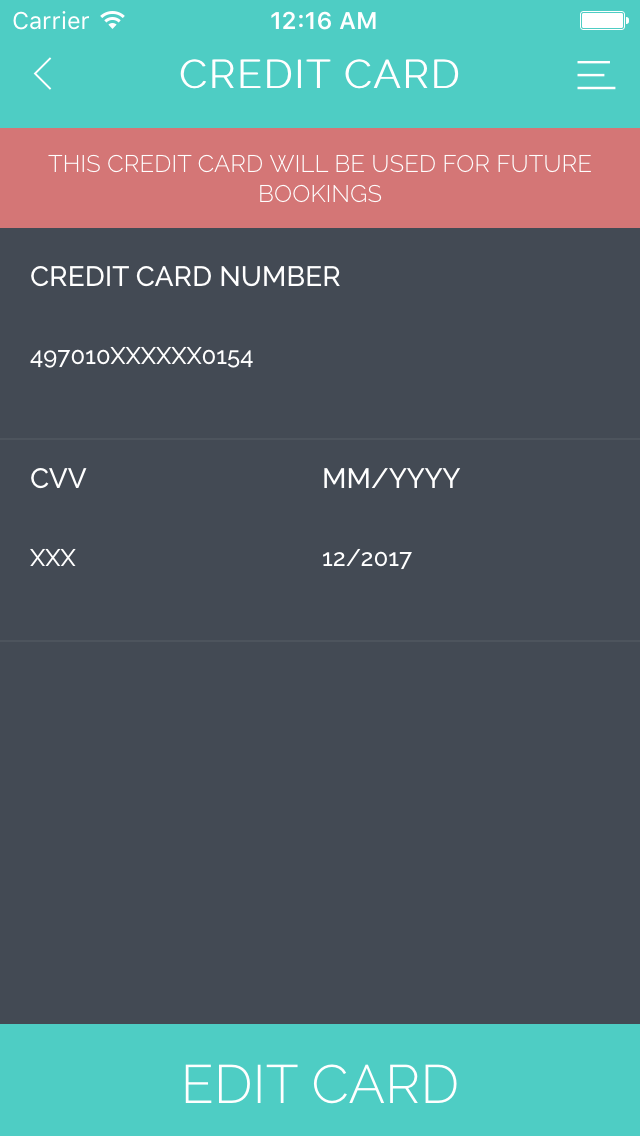 Carrier 12:16 AM
CREDIT CARD
THIS CREDIT CARD WILL BE USED FOR FUTURE
BOOKINGS
CREDIT CARD NUMBER
497010XXXXXX0154
CVV MM/YYYY
XXX 12/2017
EDIT CARD